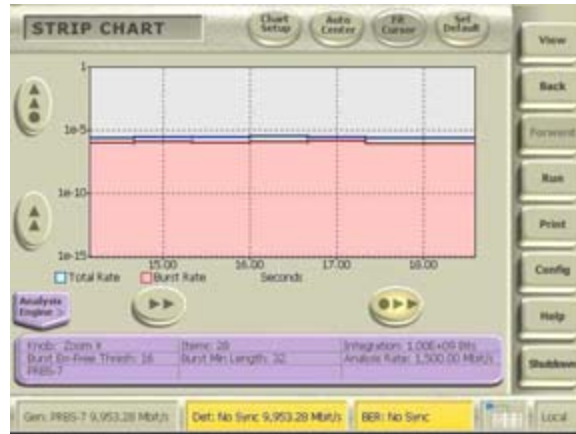 STRIP CHART
Chart Setup
Auto Center
FR Cursor
Set Default
View
Back
Forward
Run
Print
Config
Help
Shutdown
1
1e-5
1e-10
1e-15
15.00 16.00 17.00 18.00
Total Rate Burst Rate Seconds
Analysis Engine >
Knob: Zoom X Items: 28 Integration: 1.00E+09 Bits
Burst Err-Free Thresh: 16 Burst Min Length: 32 Analysis Rate: 1,500.00 Mbit/s
PRBS-7
Gen: PRBS-7 9,953.28 Mbit/s Det: No Sync 9,953.28 Mbit/s BER: No Sync Local